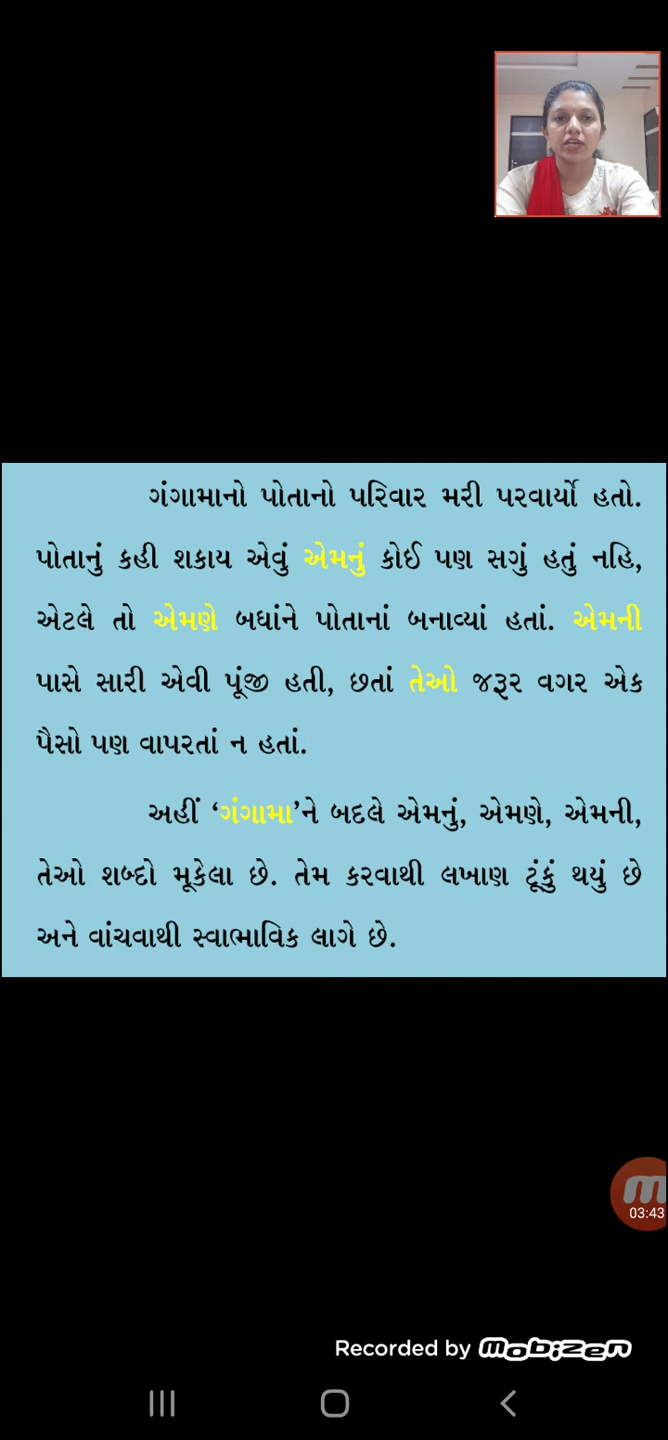 ગંગામાનો પોતાનો પરિવાર મરી પરવાર્યો હતો.
પોતાનું કહી શકાય એવું એમનું કોઈ પણ સગું હતું નહિ,
એટલે તો એમણે બધાંને પોતાનાં બનાવ્યાં હતાં. એમની
પાસે સારી એવી પૂંજી હતી, છતાં તેઓ જરૂર વગર એક
પૈસો પણ વાપરતાં ન હતાં.
અહીં ‘ગંગામા’ને બદલે એમનું, એમણે, એમની,
તેઓ શબ્દો મૂકેલા છે. તેમ કરવાથી લખાણ ટૂંકું થયું છે
અને વાંચવાથી સ્વાભાવિક લાગે છે.
03:43
Recorded by mobizen